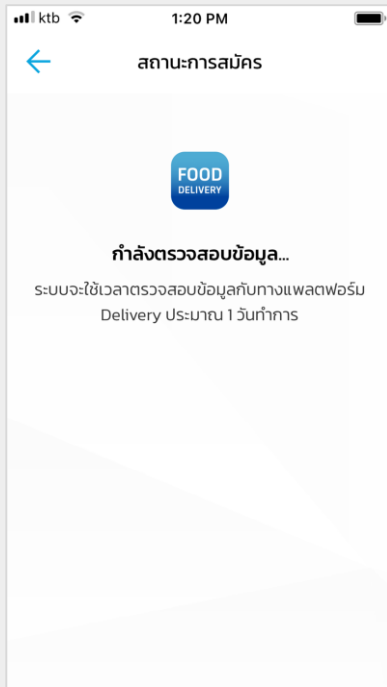 ktb 1:20 PM
สถานะการสมัคร
FOOD
DELIVERY
กำลังตรวจสอบข้อมูล...
ระบบจะใช้เวลาตรวจสอบข้อมูลกับทางแพลตฟอร์ม
Delivery ประมาณ 1 วันทำการ